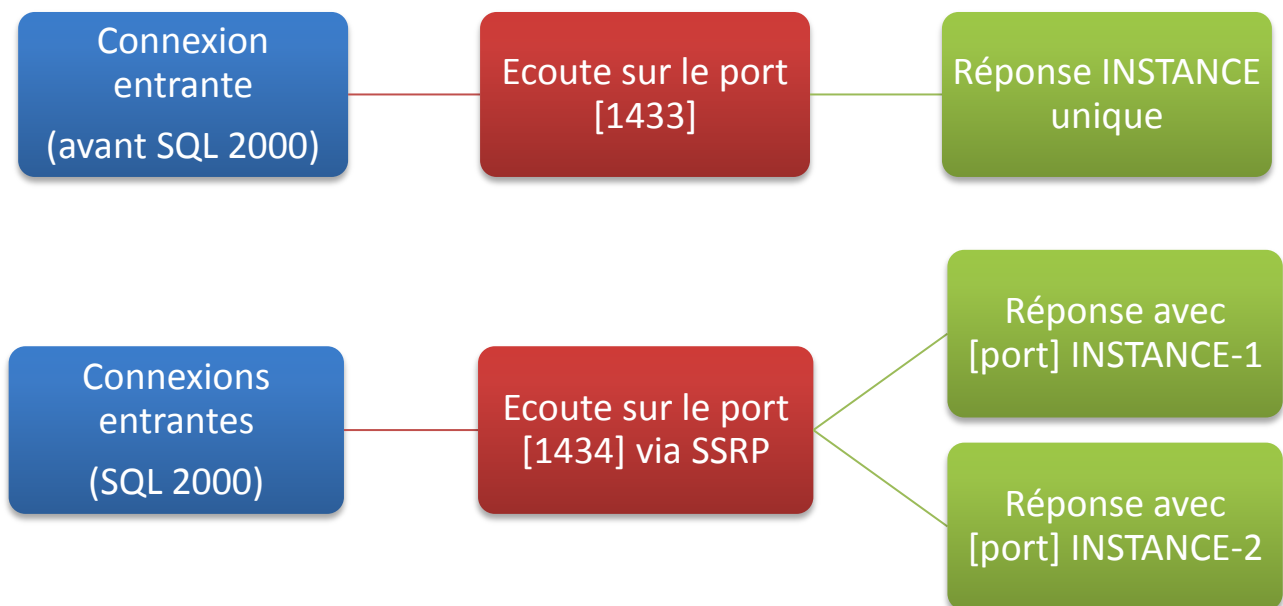 Connexion
entrante
(avant SQL 2000)
Ecoute sur le port
[1433]
Réponse INSTANCE
unique
Connexions
entrantes
(SQL 2000)
Ecoute sur le port
[1434] via SSRP
Réponse avec
[port] INSTANCE-1
Réponse avec
[port] INSTANCE-2